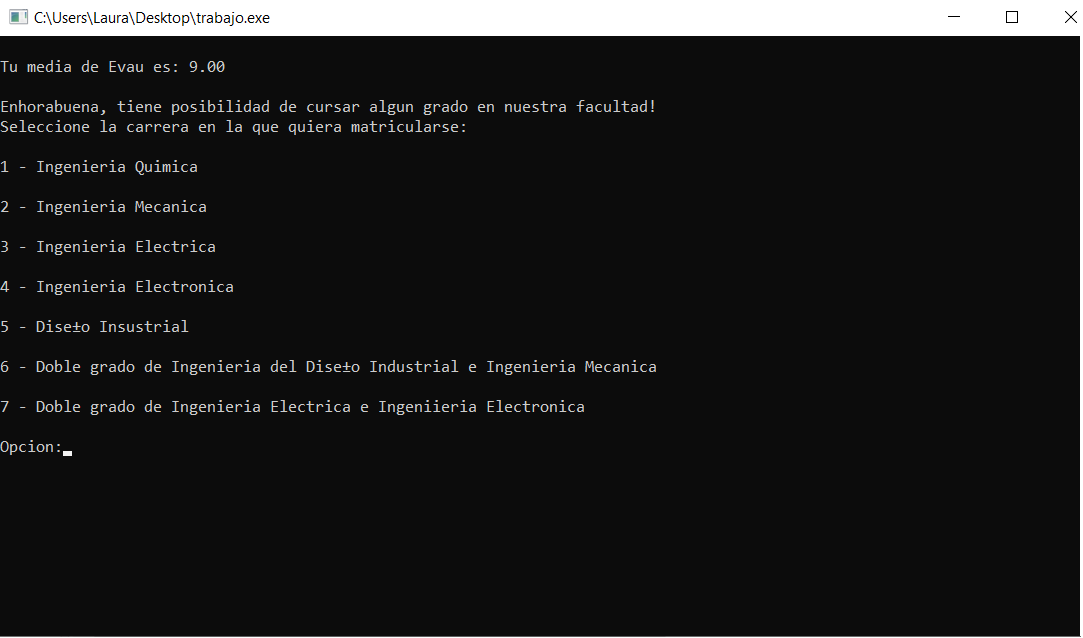 C:\Users\Laura\Desktop\trabajo.exe
Tu media de Evau es: 9.00
Enhorabuena, tiene posibilidad de cursar algun grado en nuestra facultad!
Seleccione la carrera en la que quiera matricularse:
1 - Ingenieria Quimica
2 - Ingenieria Mecanica
3 - Ingenieria Electrica
4 - Ingenieria Electronica
5 - Dise±o Insustrial
6 - Doble grado de Ingenieria del Dise±o Industrial e Ingenieria Mecanica
7 - Doble grado de Ingenieria Electrica e Ingeniieria Electronica
Opcion: